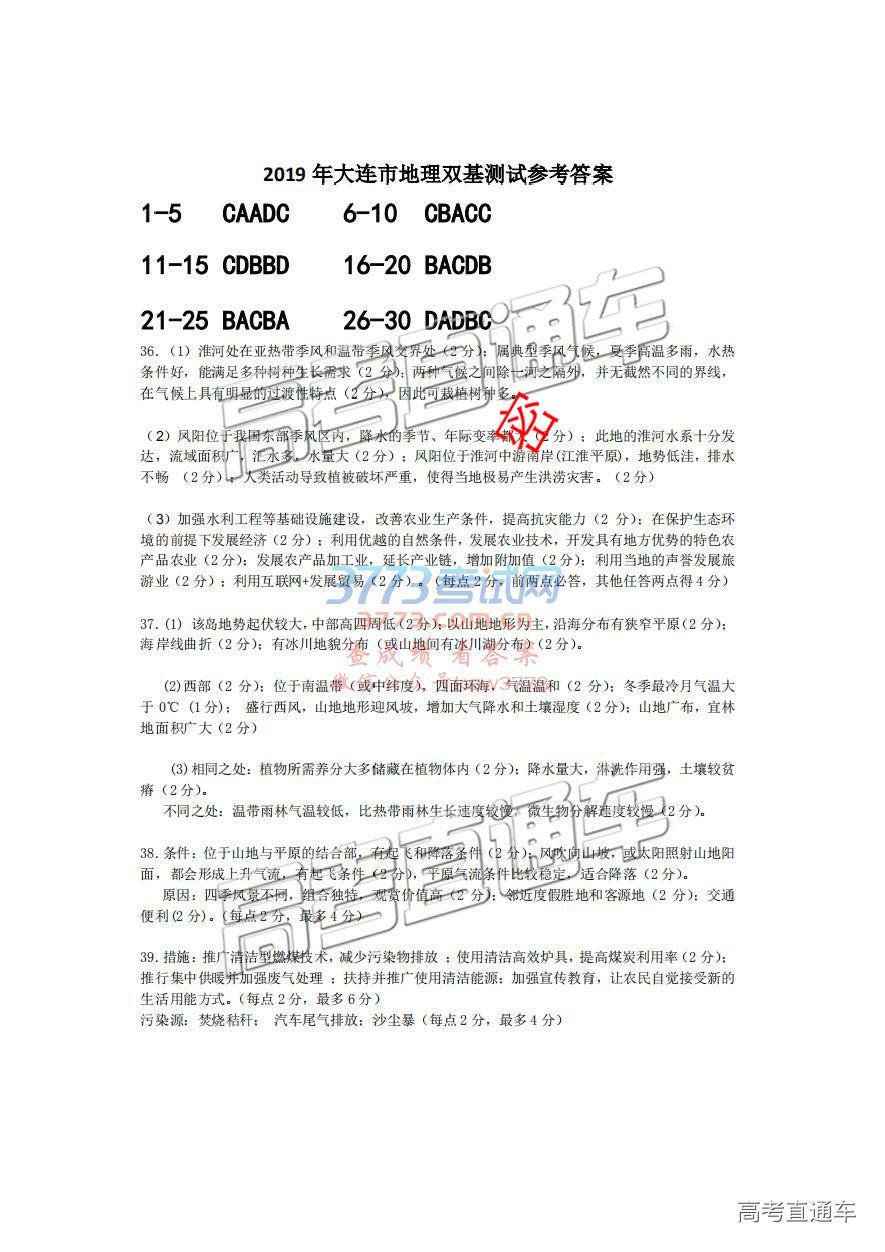 2019 年大连市地理双基测试参考答案
1-5 CAADC 6-10 CBACC
11-15 CDBBD 16-20 BACDB
21-25 BACBA 26-30 DADBC
36.（1）淮河处在亚热带季风和温带季风交界处（2 分）；属典型季风气候，夏季高温多雨，水热
条件好，能满足多种树种生长需求（2 分）；两种气候之间除一河之隔外，并无截然不同的界线，
在气候上具有明显的过渡性特点（2 分），因此可栽植树种多。
密
（2）凤阳位于我国东部季风区内，降水的季节、年际变率都大（2 分）；此地的淮河水系十分发
达，流域面积广，汇水多，水量大（2 分）；凤阳位于淮河中游南岸(江淮平原)，地势低洼，排水
不畅 （2 分）；人类活动导致植被破坏严重，使得当地极易产生洪涝灾害。（2 分）
（3）加强水利工程等基础设施建设，改善农业生产条件，提高抗灾能力（2 分）；在保护生态环
境的前提下发展经济（2 分）；利用优越的自然条件，发展农业技术，开发具有地方优势的特色农
产品农业（2 分）；发展农产品加工业，延长产业链，增加附加值（2 分）；利用当地的声誉发展旅
游业（2 分）；利用互联网+发展贸易（2 分）。（每点 2 分，前两点必答，其他任答两点得 4 分）
37.(1) 该岛地势起伏较大，中部高四周低（2 分）；以山地地形为主，沿海分布有狭窄平原（2 分）；
海岸线曲折（2 分）；有冰川地貌分布（或山地间有冰川湖分布）（2 分）。
(2)西部（2 分）；位于南温带（或中纬度），四面环海，气温温和（2 分）；冬季最冷月气温大
于 0℃（1 分）； 盛行西风，山地地形迎风坡，增加大气降水和土壤湿度（2 分）；山地广布，宜林
地面积广大（2 分）
(3)相同之处：植物所需养分大多储藏在植物体内（2 分）；降水量大，淋洗作用强，土壤较贫
瘠（2 分）。
不同之处：温带雨林气温较低，比热带雨林生长速度较慢，微生物分解速度较慢（2 分）。
38.条件：位于山地与平原的结合部，有起飞和降落条件（2 分）；风吹向山坡，或太阳照射山地阳
面，都会形成上升气流，有起飞条件（2 分），平原气流条件比较稳定，适合降落（2 分）。
原因：四季风景不同，组合独特，观赏价值高（2 分）；邻近度假胜地和客源地（2 分）；交通
便利(2 分)。（每点 2 分，最多 4 分）
39.措施：推广清洁型燃煤技术，减少污染物排放 ；使用清洁高效炉具，提高煤炭利用率（2 分）；
推行集中供暖并加强废气处理 ；扶持并推广使用清洁能源；加强宣传教育，让农民自觉接受新的
生活用能方式。（每点 2 分，最多 6 分）
污染源：焚烧秸秆； 汽车尾气排放；沙尘暴（每点 2 分，最多 4 分）
高考直通车
3773考试网
3773.com.cn
查成绩 看答案
高考直通车
高考直通车